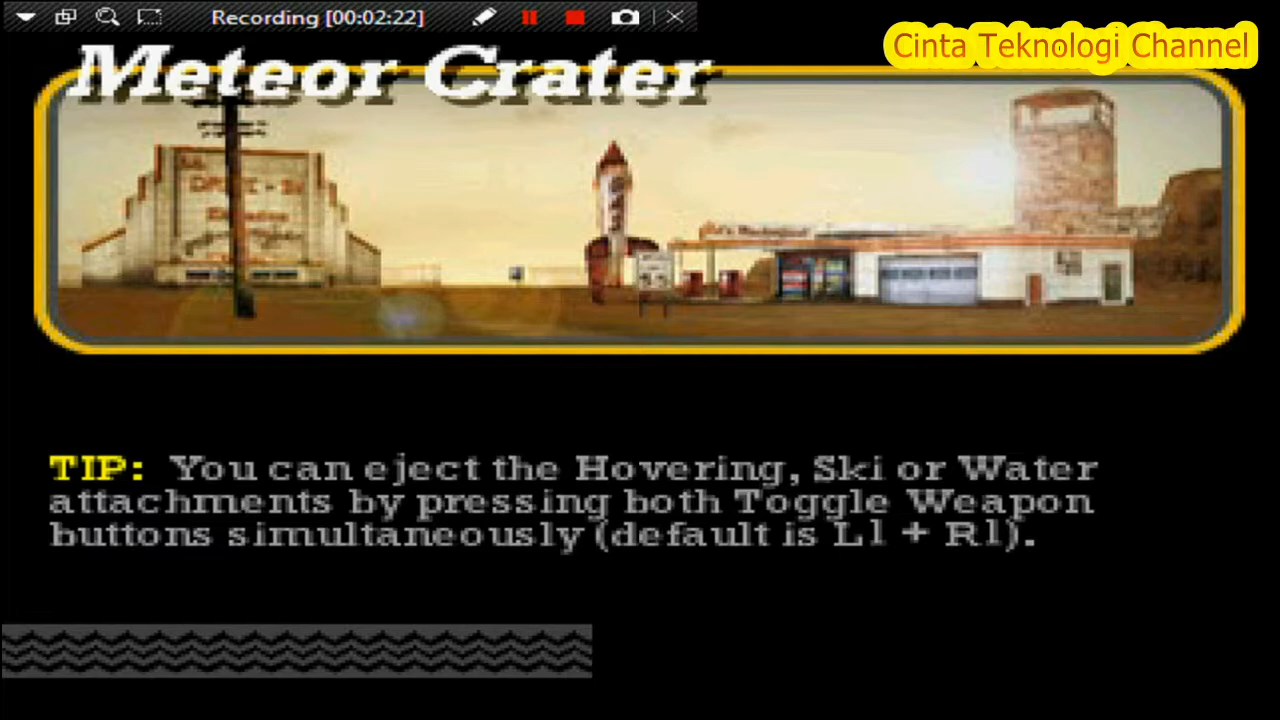 Recording [00:02:22]
Cinta Teknologi Channel
Meteor Crater
TIP: You can eject the Hovering, Ski or Water
attachments by pressing both Toggle Weapon
buttons simultaneously (default is L1 + R1).